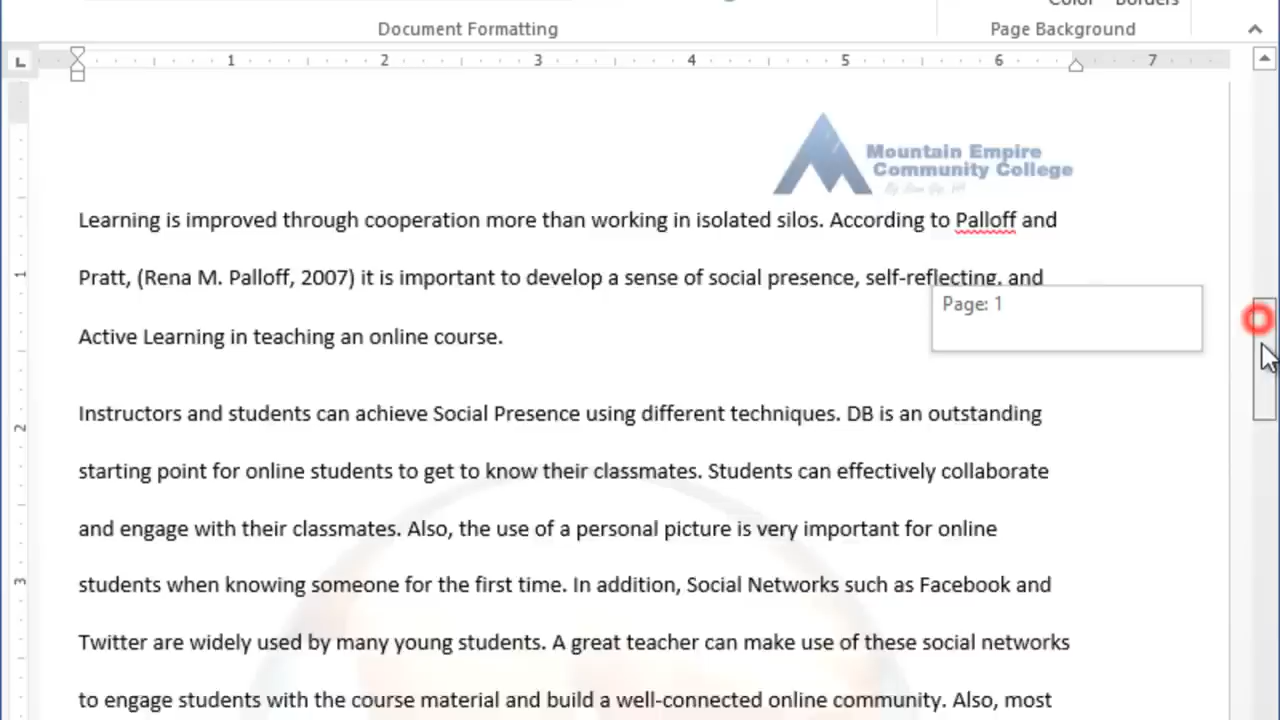 Document Formatting
Page Background
1 2 3 4 5 6 7
Mountain Empire
Community College
Learning is improved through cooperation more than working in isolated silos. According to Palloff and
Pratt, (Rena M. Palloff, 2007) it is important to develop a sense of social presence, self-reflecting, and
Page: 1
Active Learning in teaching an online course.
Instructors and students can achieve Social Presence using different techniques. DB is an outstanding
starting point for online students to get to know their classmates. Students can effectively collaborate
and engage with their classmates. Also, the use of a personal picture is very important for online
students when knowing someone for the first time. In addition, Social Networks such as Facebook and
Twitter are widely used by many young students. A great teacher can make use of these social networks
to engage students with the course material and build a well-connected online community. Also, most
1
2
3